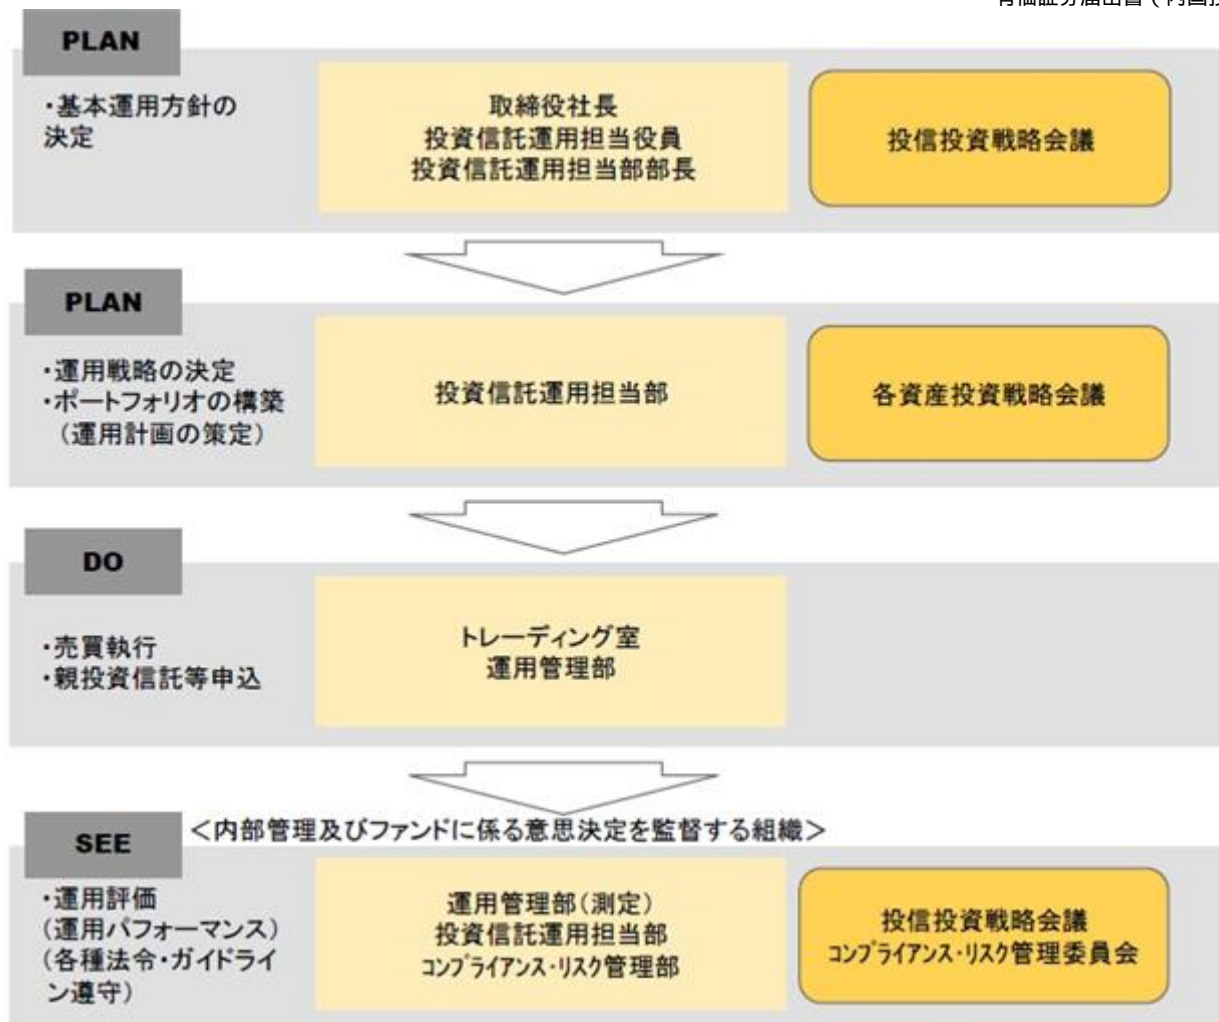 PLAN
・基本運用方針の
決定
取締役社長
投資信託運用担当役員
投資信託運用担当部部長
投信投資戦略会議
PLAN
・運用戦略の決定
・ポートフォリオの構築
(運用計画の策定)
投資信託運用担当部
各資産投資戦略会議
DO
・売買執行
・親投資信託等申込
トレーディング室
運用管理部
SEE
＜内部管理及びファンドに係る意思決定を監督する組織＞
・運用評価
(運用パフォーマンス)
(各種法令・ガイドライ
ン遵守)
運用管理部(測定)
投資信託運用担当部
コンプライアンス・リスク管理部
投信投資戦略会議
コンプライアンス・リスク管理委員会